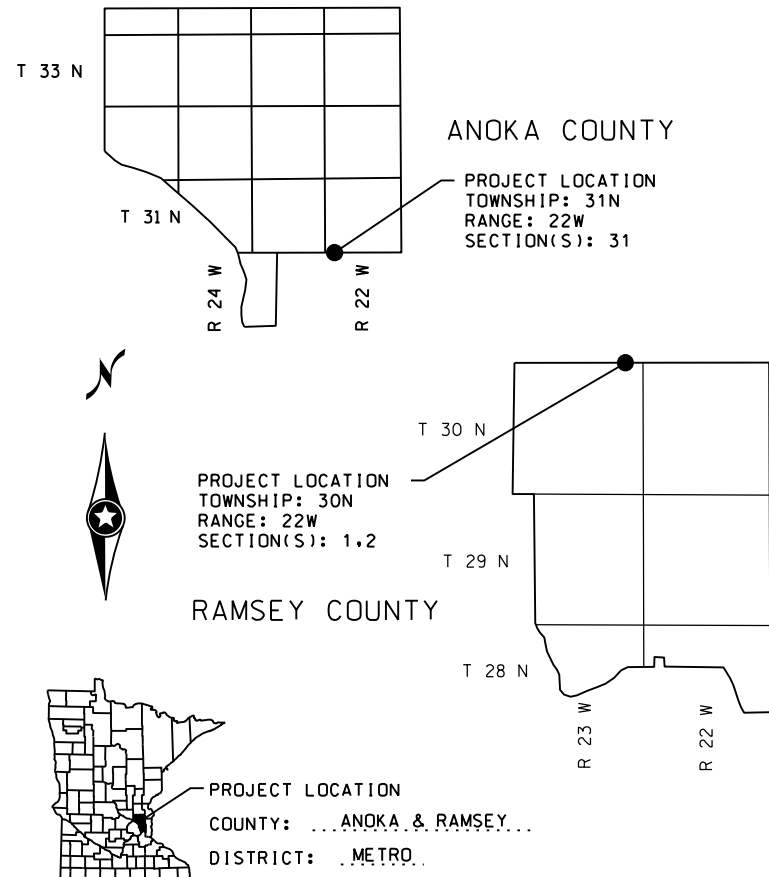 T 33 N
ANOKA COUNTY
PROJECT LOCATION
TOWNSHIP: 31N
RANGE: 22W
SECTION(S): 31
T 31 N
R 24 W
R 22 W
N
T 30 N
PROJECT LOCATION
TOWNSHIP: 30N
RANGE: 22W
SECTION(S): 1,2
T 29 N
RAMSEY COUNTY
T 28 N
R 23 W
R 22 W
PROJECT LOCATION
COUNTY: ANOKA & RAMSEY
DISTRICT: METRO